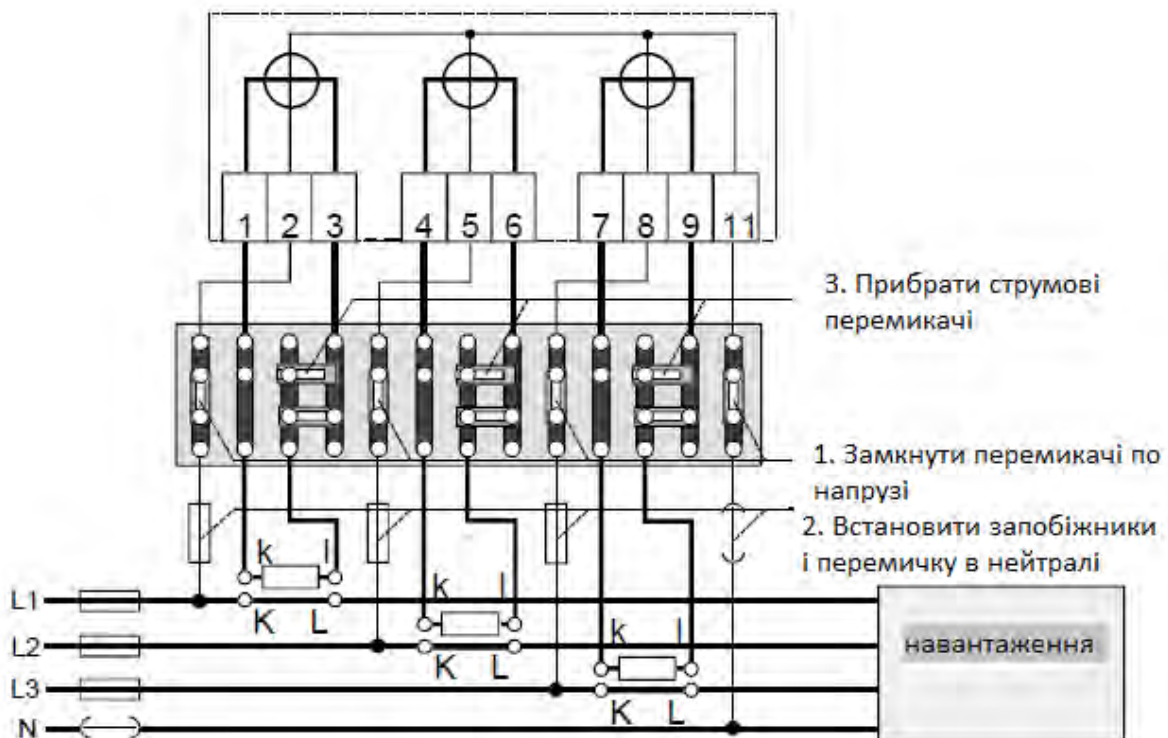 1 2 3 4 5 6 7 8 9 11
3. Прибрати струмові
перемикачі
1. Замкнути перемикачі по
напрузі
2. Встановити запобіжники
і перемичку в нейтралі
k l
L1
K L
k l
L2
K L
навантаження
k l
L3
K L
N